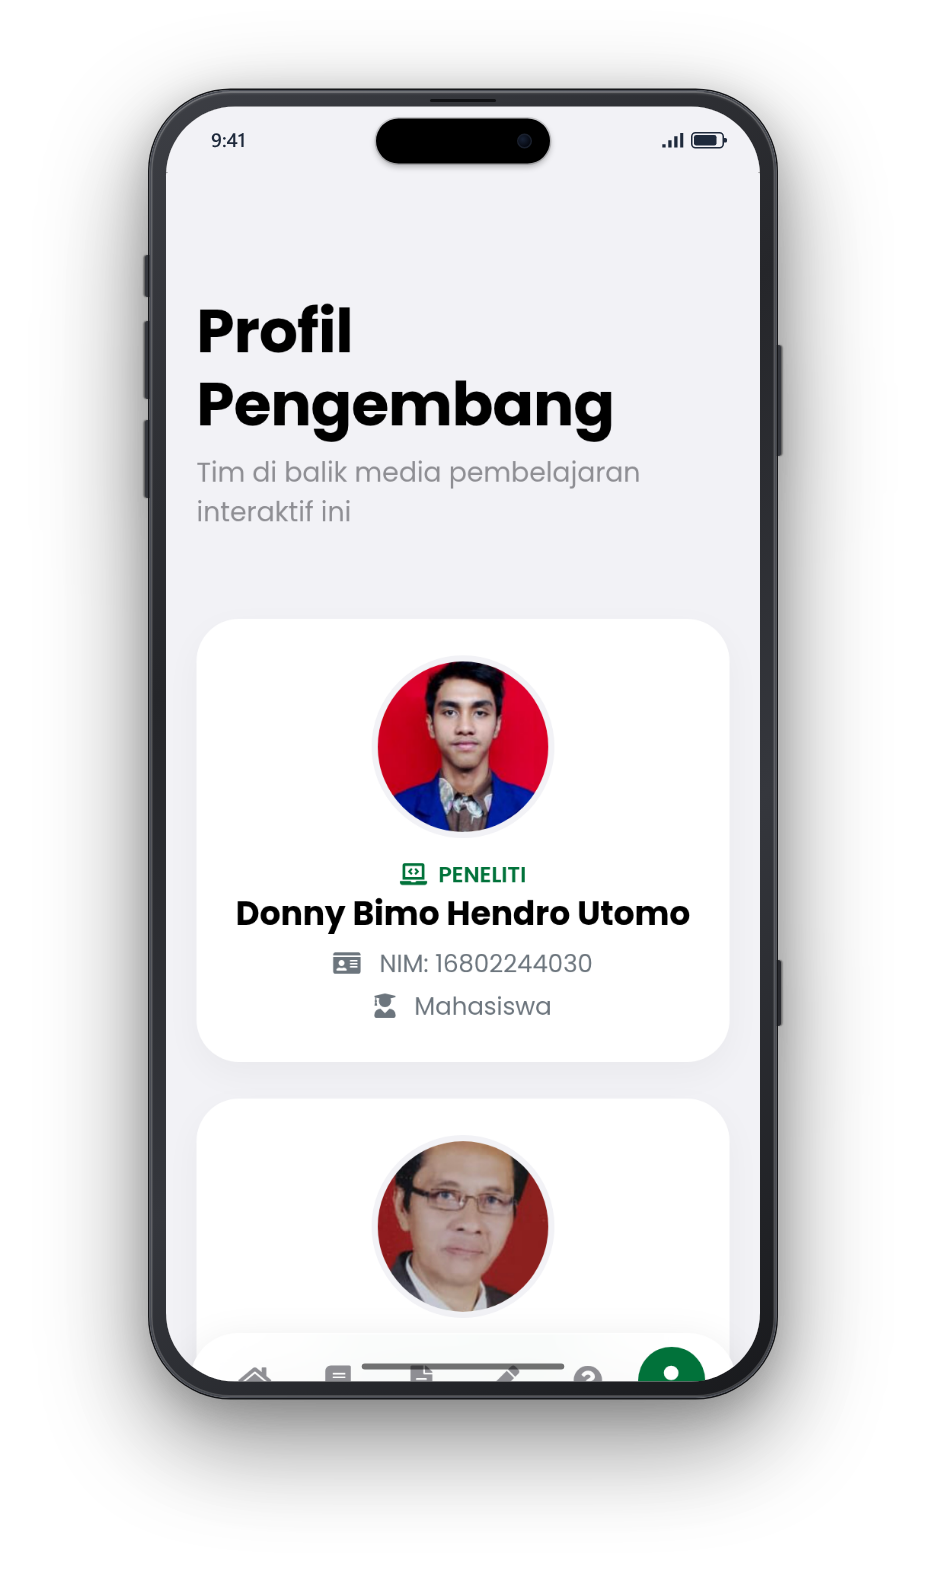 9:41
Profil
Pengembang
Tim di balik media pembelajaran
interaktif ini
PENELITI
Donny Bimo Hendro Utomo
NIM: 16802244030
Mahasiswa